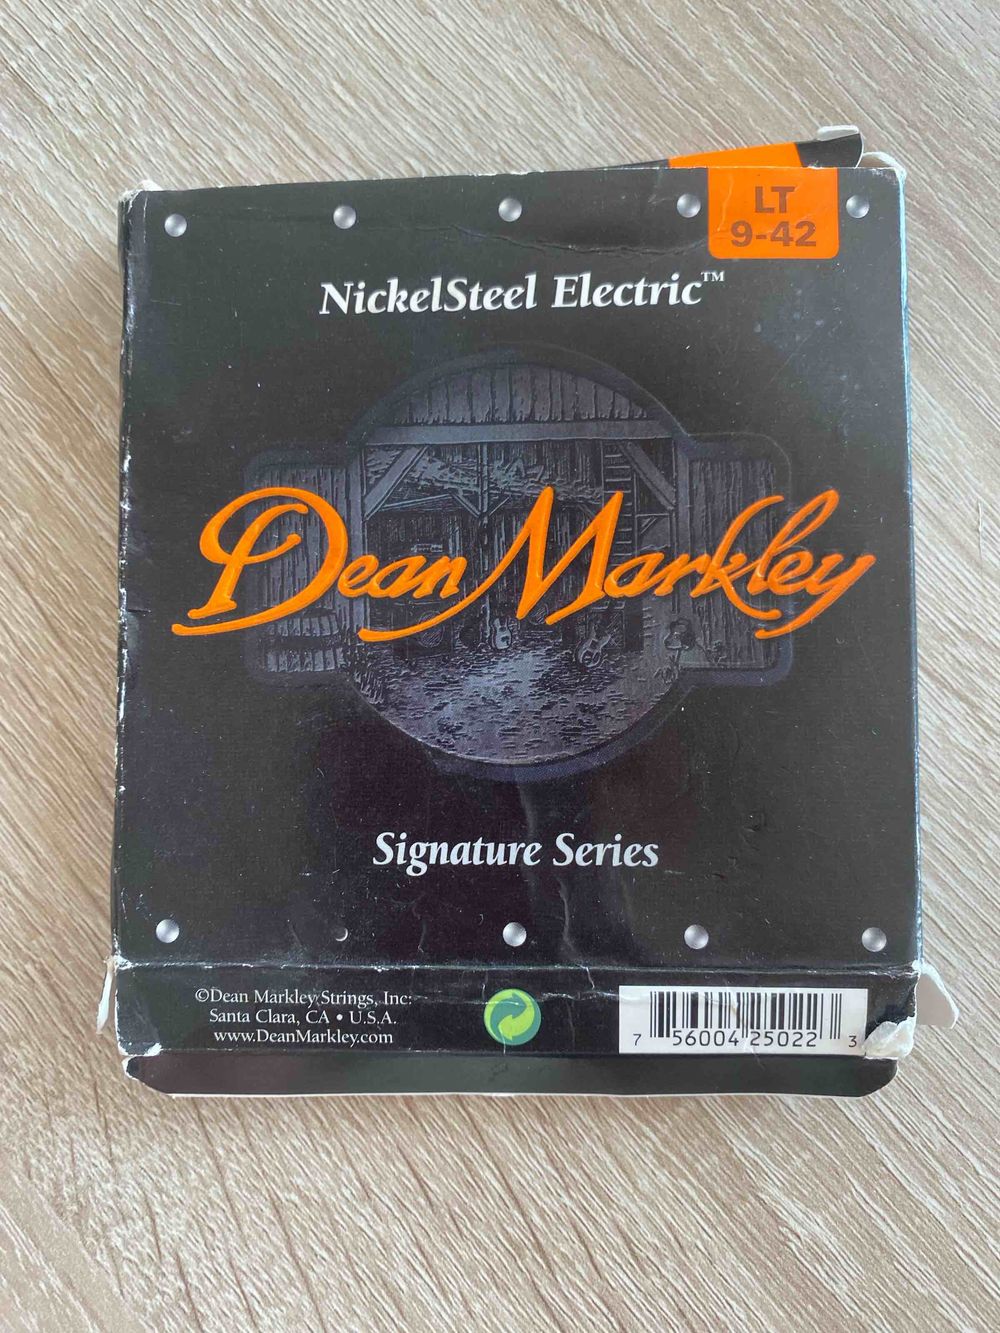 LT
9-42
NickelSteel Electric™
Dean Markley
Signature Series
©Dean Markley Strings, Inc.
Santa Clara, CA • U.S.A.
www.DeanMarkley.com
7 56004 25022 3